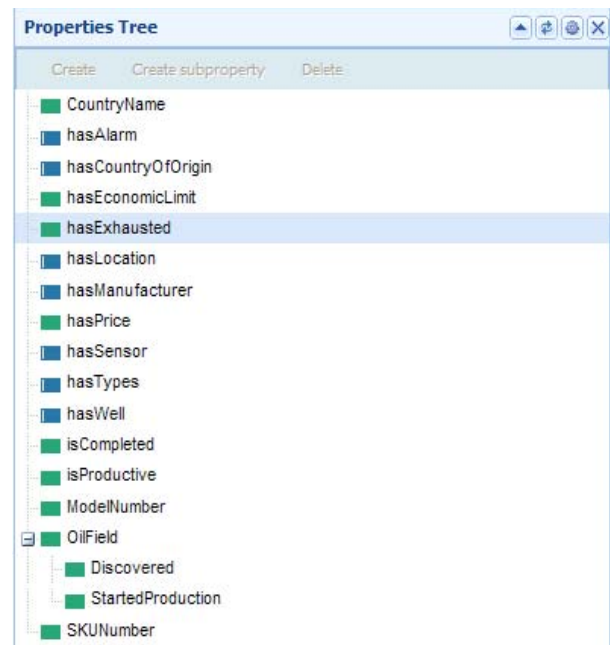 Properties Tree
Create Create subproperty Delete
CountryName
hasAlarm
hasCountryOfOrigin
hasEconomicLimit
hasExhausted
hasLocation
hasManufacturer
hasPrice
hasSensor
hasTypes
hasWell
isCompleted
isProductive
ModelNumber
OilField
Discovered
StartedProduction
SKUNumber